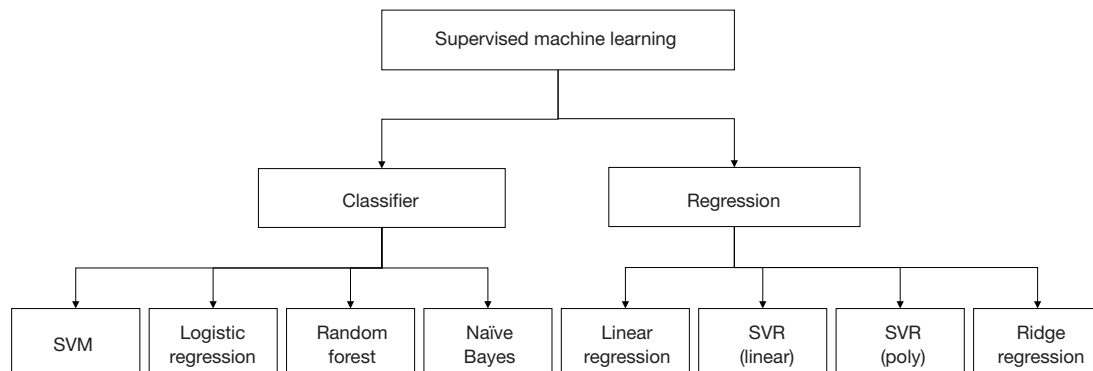 Supervised machine learning
Classifier
Regression
SVM
Logistic
regression
Random
forest
Naïve
Bayes
Linear
regression
SVR
(linear)
SVR
(poly)
Ridge
regression